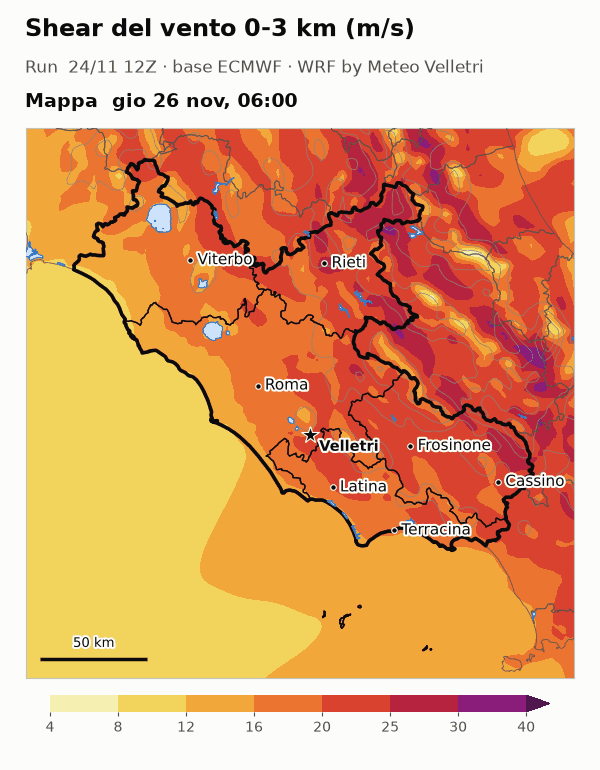 Shear del vento 0-3 km (m/s)
Run  24/11 12Z · base ECMWF · WRF by Meteo Velletri
Mappa  gio 26 nov, 06:00
Viterbo
Rieti
Roma
Velletri
Frosinone
Cassino
Latina
Terracina
50 km
4 8 12 16 20 25 30 40